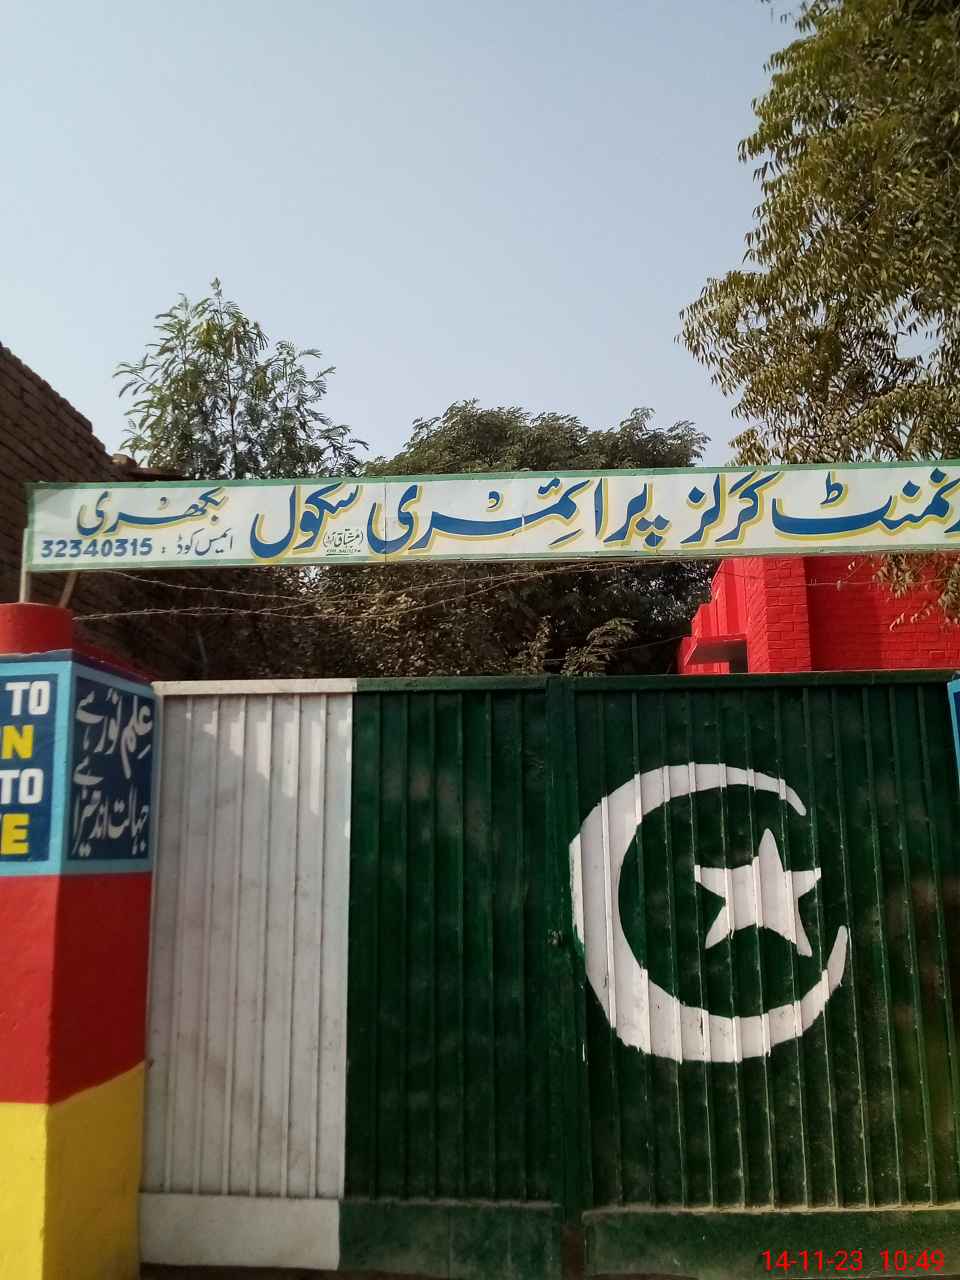 رنمنٹ گرلز پرائمری سکول بکھری
ایمس کوڈ : 32340315
TO
N
TO
E
علم نور ہے
جہالت اندھیرا ہے
14-11-23 10:49